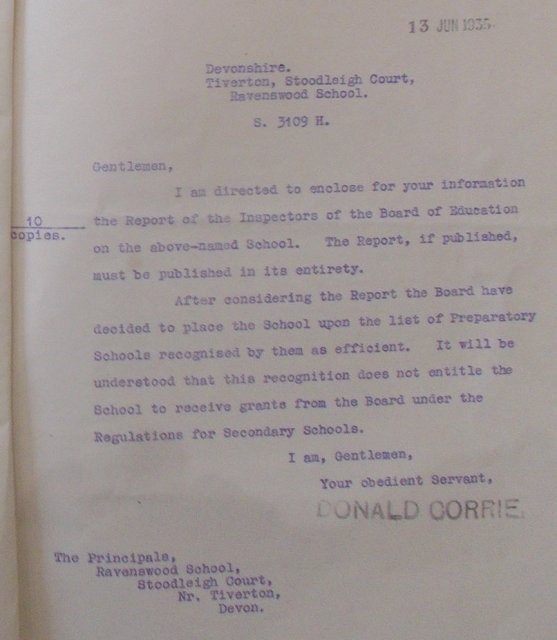 13 JUN 1935
Devonshire.
Tiverton, Stoodleigh Court,
Ravenswood School.
S. 3109 H.
Gentlemen,
I am directed to enclose for your information
10
the Report of the Inspectors of the Board of Education
copies.
on the above-named School. The Report, if published,
must be published in its entirety.
After considering the Report the Board have
decided to place the School upon the list of Preparatory
Schools recognised by them as efficient. It will be
understood that this recognition does not entitle the
School to receive grants from the Board under the
Regulations for Secondary Schools.
I am, Gentlemen,
Your obedient Servant,
DONALD CORRIE.
The Principals,
Ravenswood School,
Stoodleigh Court,
Nr. Tiverton,
Devon.